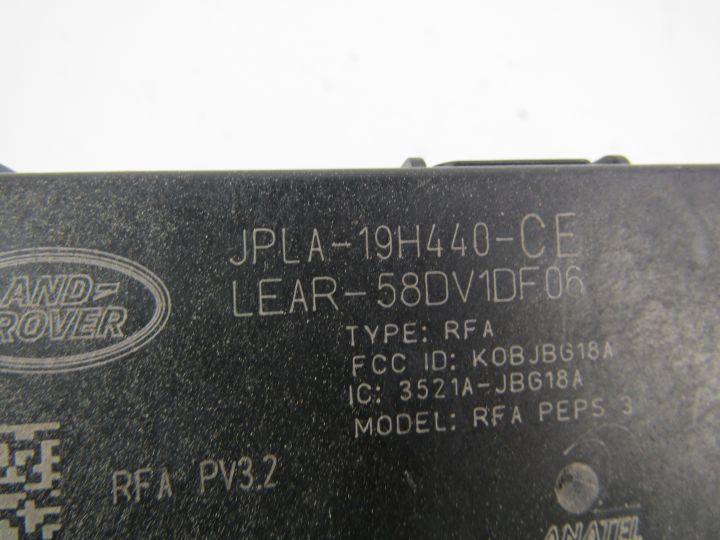 JPLA-19H440-CE
LEAR-58DV1DF06
AND-
ROVER
TYPE: RFA
FCC ID: KOBJBG18A
IC: 3521A-JBG18A
MODEL: RFA PEPS 3
RFA PV3.2
ANATEL